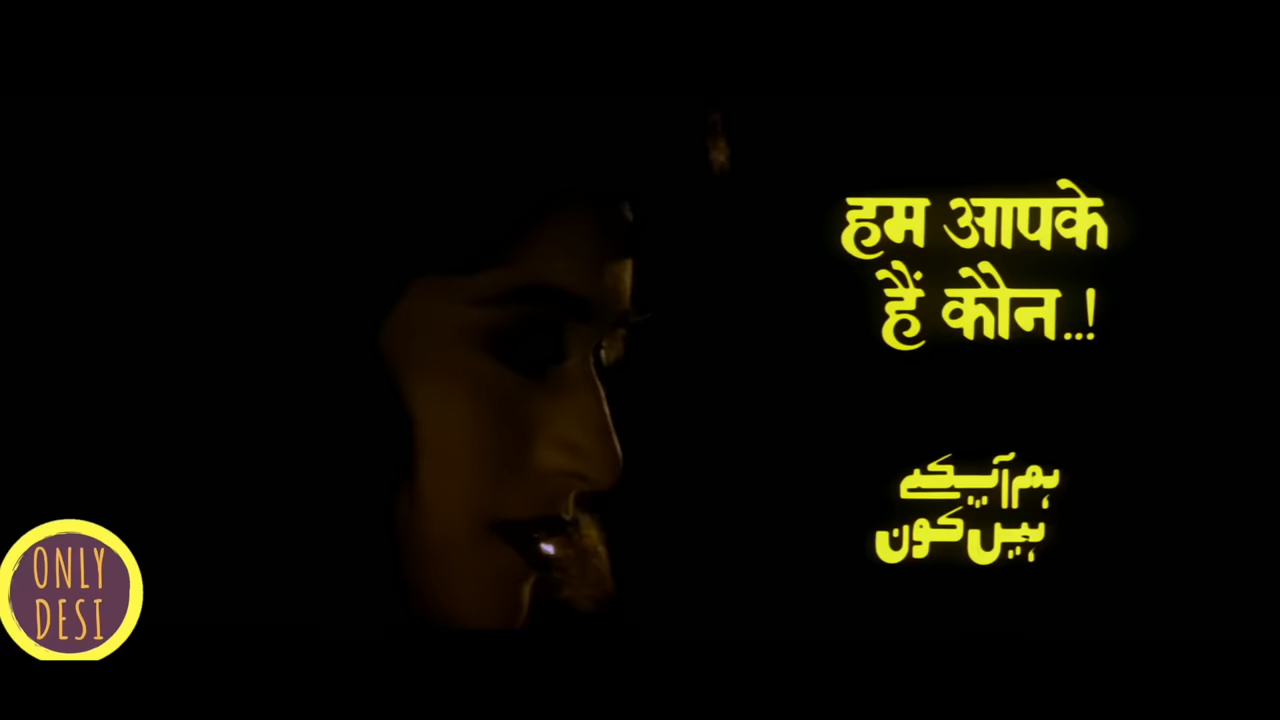 हम आपके
हैं कौन..!
ہم آپکے
ہیں کون
ONLY
DESI